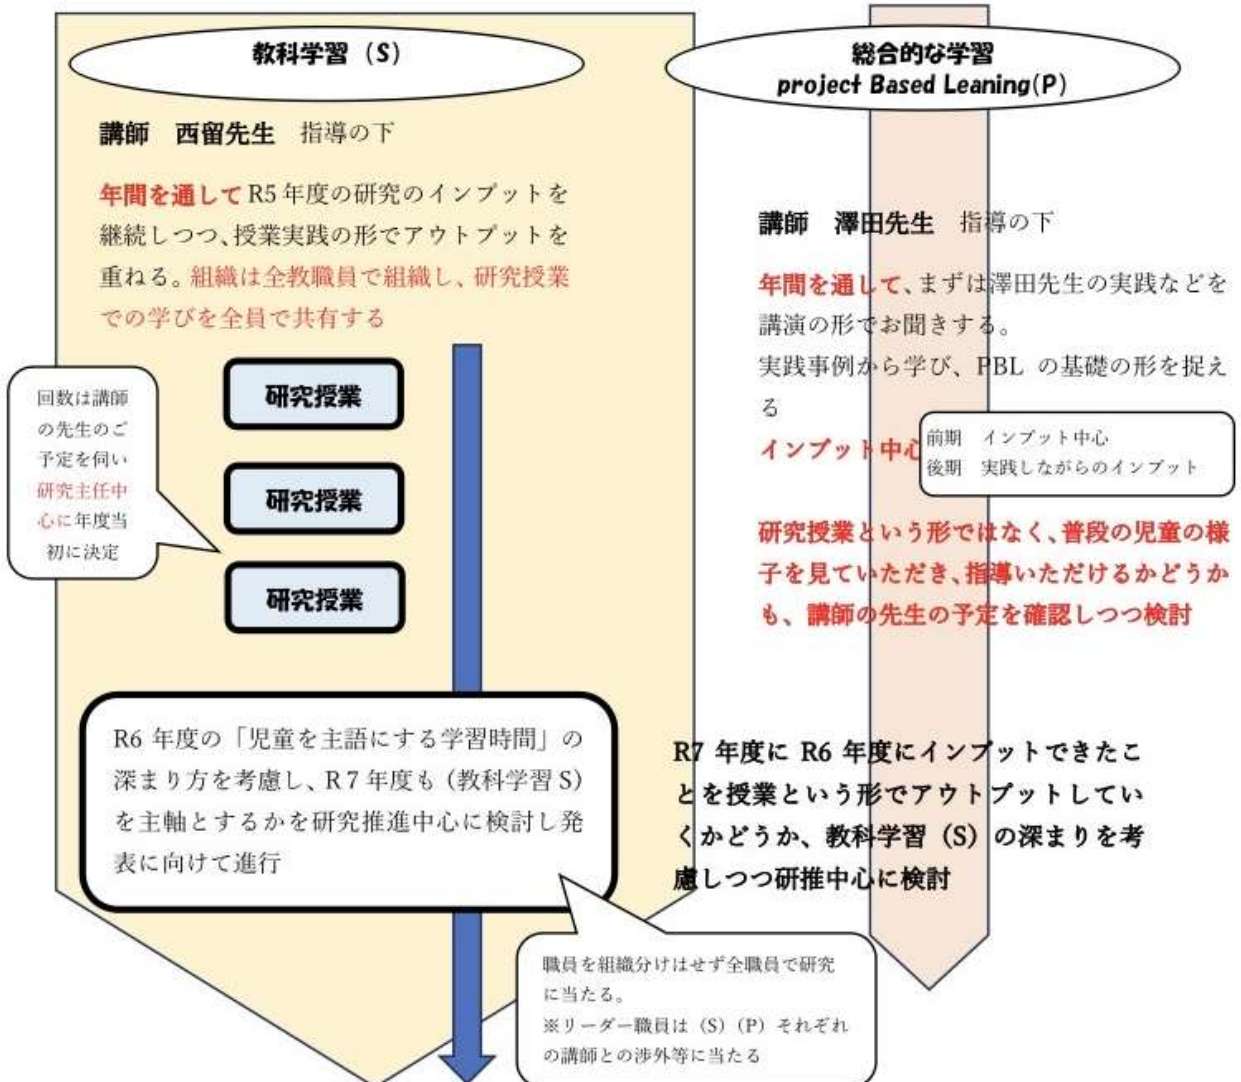 教科学習（S）
講師　西留先生　指導の下
年間を通して R5 年度の研究のインプットを
継続しつつ、授業実践の形でアウトプットを
重ねる。組織は全教職員で組織し、研究授業
での学びを全員で共有する
回数は講師
の先生のご
予定を伺い
研究主任中
心に年度当
初に決定
研究授業
研究授業
研究授業
R6 年度の「児童を主語にする学習時間」の
深まり方を考慮し、R７年度も（教科学習 S）
を主軸とするかを研究推進中心に検討し発
表に向けて進行
職員を組織分けはせず全職員で研究
に当たる。
※リーダー職員は（S）（P）それぞれ
の講師との渉外等に当たる
総合的な学習
project Based Leaning(P)
講師　澤田先生　指導の下
年間を通して、まずは澤田先生の実践などを
講演の形でお聞きする。
実践事例から学び、PBL の基礎の形を捉え
る
インプット中心
前期　インプット中心
後期　実践しながらのインプット
研究授業という形ではなく、普段の児童の様
子を見ていただき、指導いただけるかどうか
も、講師の先生の予定を確認しつつ検討
R7 年度に R6 年度にインプットできたこ
とを授業という形でアウトプットしてい
くかどうか、教科学習（S）の深まりを考
慮しつつ研推中心に検討